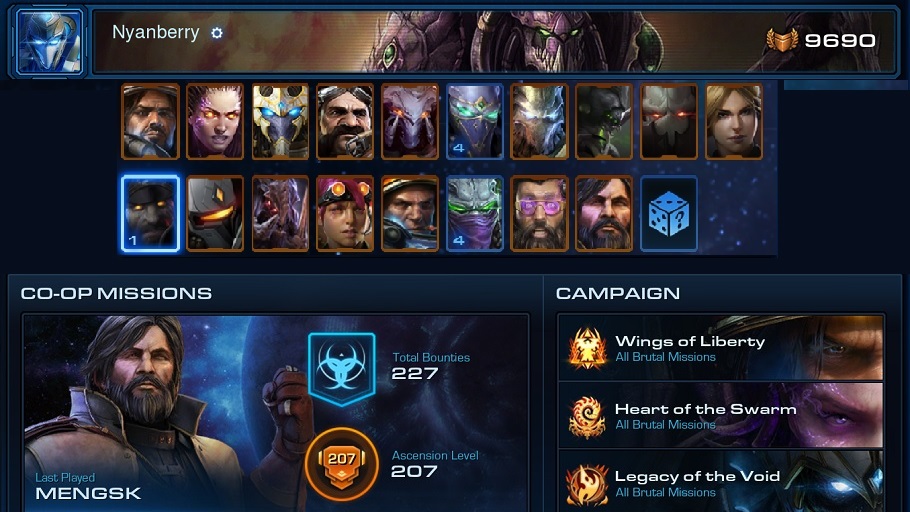 Nyanberry
9690
4
1
4
CO-OP MISSIONS
CAMPAIGN
Total Bounties
227
Ascension Level
207
207
Last Played
MENGSK
Wings of Liberty
All Brutal Missions
Heart of the Swarm
All Brutal Missions
Legacy of the Void
All Brutal Missions